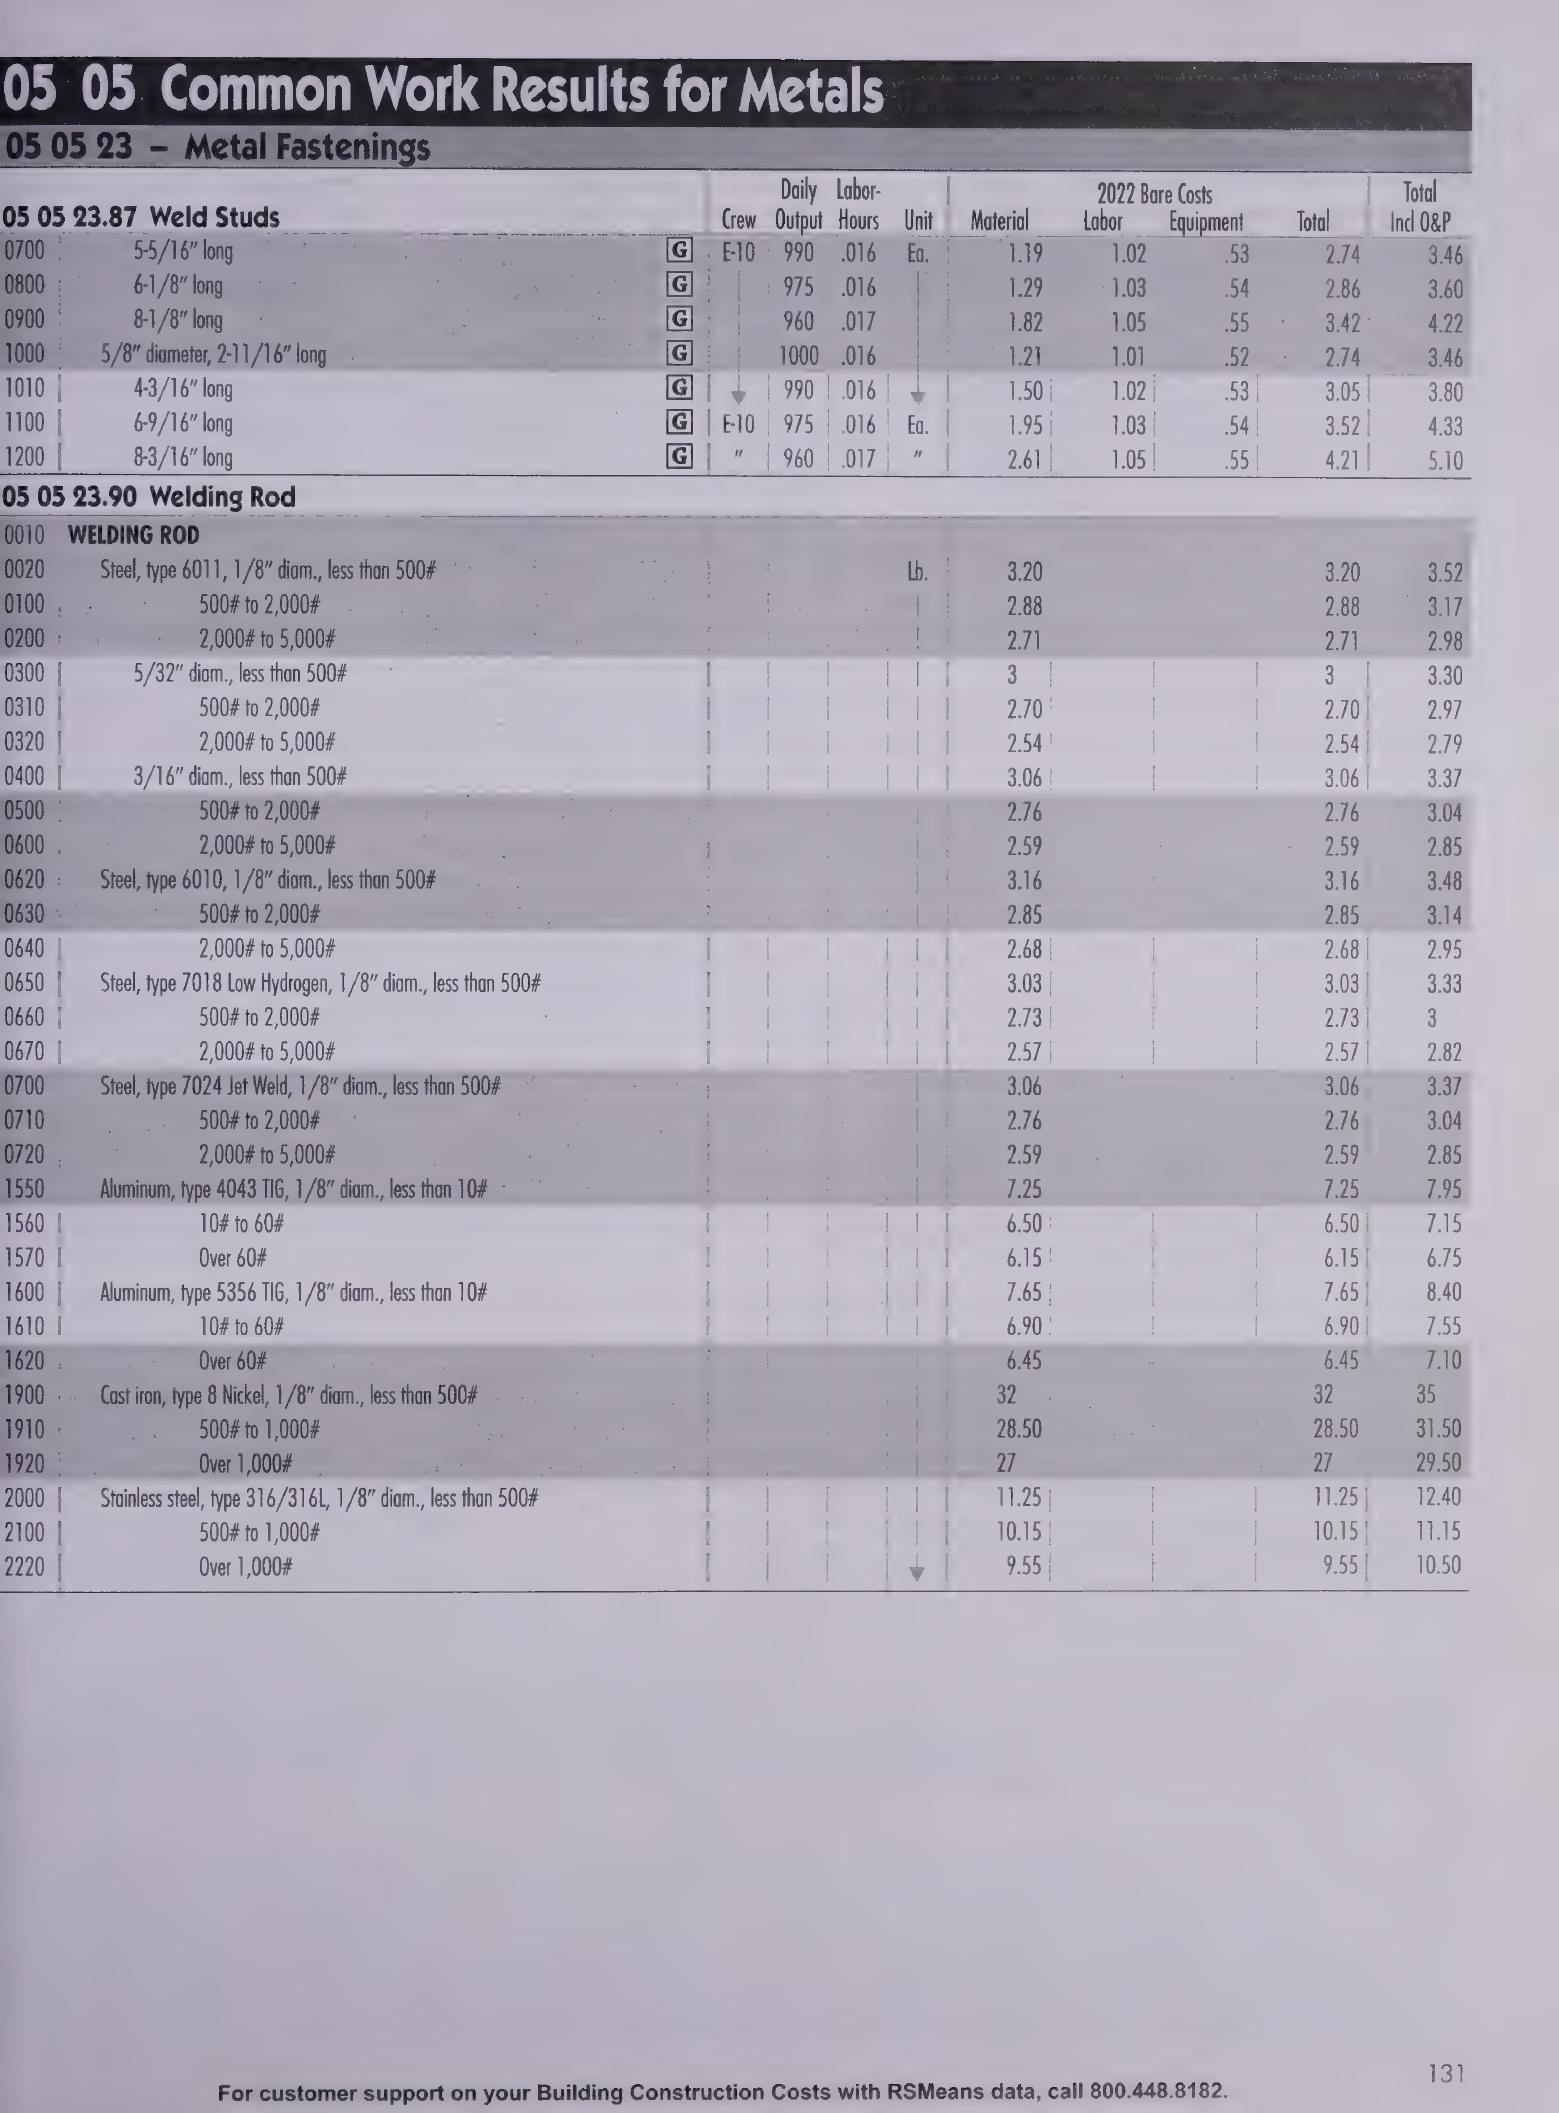 05 05 Common Work Results for Metals
05 05 23 – Metal Fastenings
Daily Labor- 2022 Bare Costs Total
05 05 23.87 Weld Studs Crew Output Hours Unit Material Labor Equipment Total Incl O&P
0700 5-5/16" long G E-10 990 .016 Ea. 1.19 1.02 .53 2.74 3.46
0800 6-1/8" long G 975 .016 1.29 1.03 .54 2.86 3.60
0900 8-1/8" long G 960 .017 1.82 1.05 .55 3.42 4.22
1000 5/8" diameter, 2-11/16" long G 1000 .016 1.21 1.01 .52 2.74 3.46
1010 4-3/16" long G 990 .016 1.50 1.02 .53 3.05 3.80
1100 6-9/16" long G E-10 975 .016 Ea. 1.95 1.03 .54 3.52 4.33
1200 8-3/16" long G " 960 .017 " 2.61 1.05 .55 4.21 5.10
05 05 23.90 Welding Rod
0010 WELDING ROD
0020 Steel, type 6011, 1/8" diam., less than 500# Lb. 3.20 3.20 3.52
0100 500# to 2,000# 2.88 2.88 3.17
0200 2,000# to 5,000# 2.71 2.71 2.98
0300 5/32" diam., less than 500# 3 3 3.30
0310 500# to 2,000# 2.70 2.70 2.97
0320 2,000# to 5,000# 2.54 2.54 2.79
0400 3/16" diam., less than 500# 3.06 3.06 3.37
0500 500# to 2,000# 2.76 2.76 3.04
0600 2,000# to 5,000# 2.59 2.59 2.85
0620 Steel, type 6010, 1/8" diam., less than 500# 3.16 3.16 3.48
0630 500# to 2,000# 2.85 2.85 3.14
0640 2,000# to 5,000# 2.68 2.68 2.95
0650 Steel, type 7018 Low Hydrogen, 1/8" diam., less than 500# 3.03 3.03 3.33
0660 500# to 2,000# 2.73 2.73 3
0670 2,000# to 5,000# 2.57 2.57 2.82
0700 Steel, type 7024 Jet Weld, 1/8" diam., less than 500# 3.06 3.06 3.37
0710 500# to 2,000# 2.76 2.76 3.04
0720 2,000# to 5,000# 2.59 2.59 2.85
1550 Aluminum, type 4043 TIG, 1/8" diam., less than 10# 7.25 7.25 7.95
1560 10# to 60# 6.50 6.50 7.15
1570 Over 60# 6.15 6.15 6.75
1600 Aluminum, type 5356 TIG, 1/8" diam., less than 10# 7.65 7.65 8.40
1610 10# to 60# 6.90 6.90 7.55
1620 Over 60# 6.45 6.45 7.10
1900 Cast iron, type 8 Nickel, 1/8" diam., less than 500# 32 32 35
1910 500# to 1,000# 28.50 28.50 31.50
1920 Over 1,000# 27 27 29.50
2000 Stainless steel, type 316/316L, 1/8" diam., less than 500# 11.25 11.25 12.40
2100 500# to 1,000# 10.15 10.15 11.15
2220 Over 1,000# 9.55 9.55 10.50
For customer support on your Building Construction Costs with RSMeans data, call 800.448.8182.
131